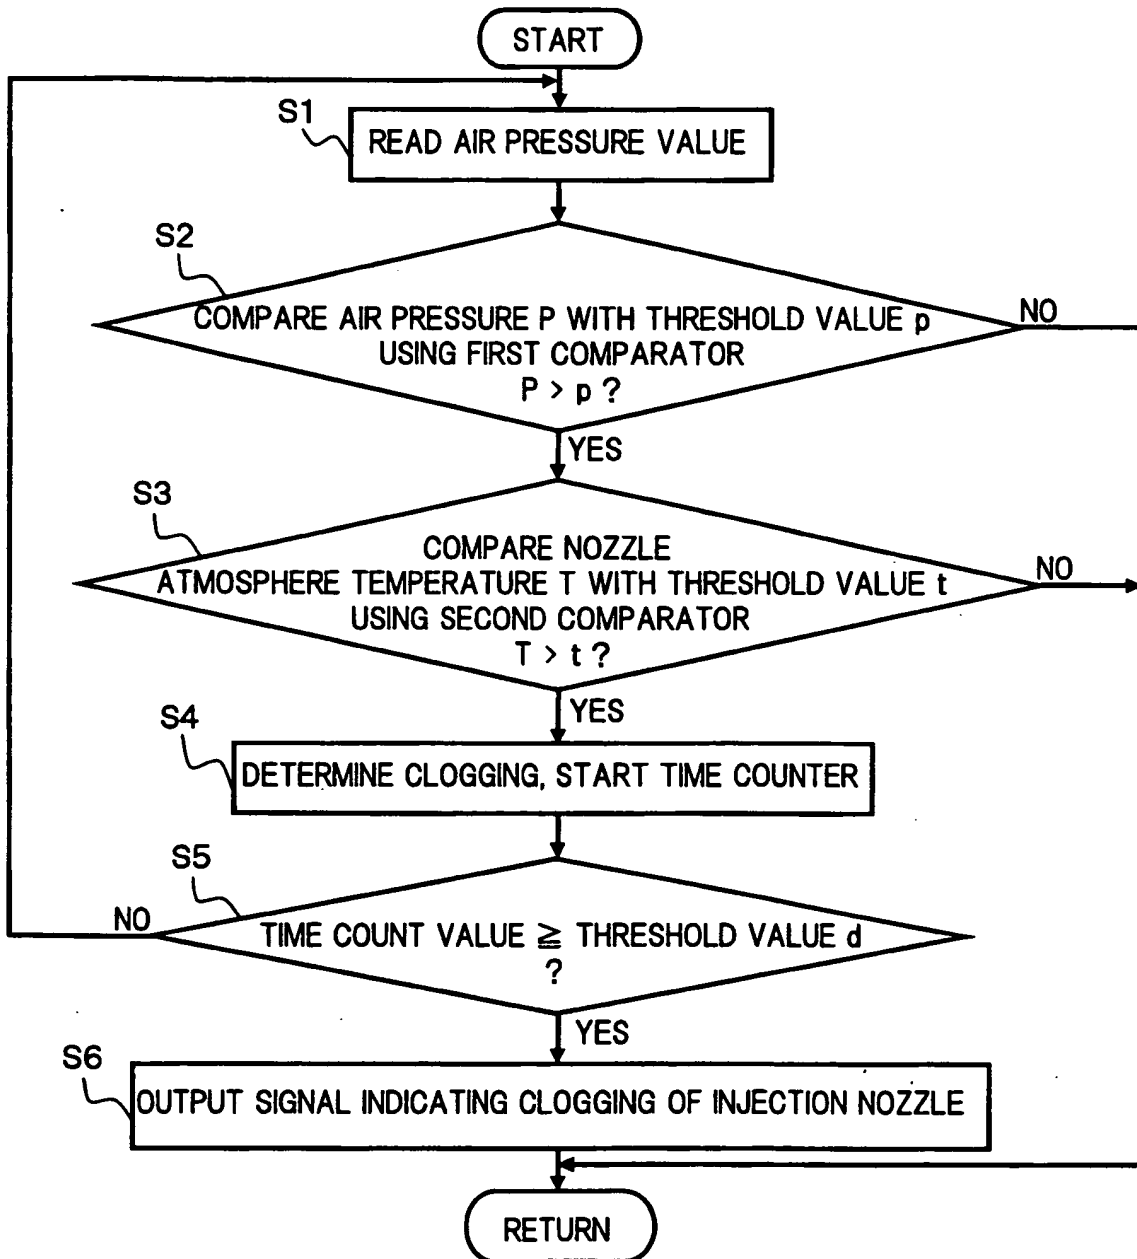 START
S1
READ AIR PRESSURE VALUE
S2
COMPARE AIR PRESSURE P WITH THRESHOLD VALUE p
USING FIRST COMPARATOR
P > p ?
NO
YES
S3
COMPARE NOZZLE
ATMOSPHERE TEMPERATURE T WITH THRESHOLD VALUE t
USING SECOND COMPARATOR
T > t ?
NO
YES
S4
DETERMINE CLOGGING, START TIME COUNTER
S5
NO
TIME COUNT VALUE ≧ THRESHOLD VALUE d
?
YES
S6
OUTPUT SIGNAL INDICATING CLOGGING OF INJECTION NOZZLE
RETURN